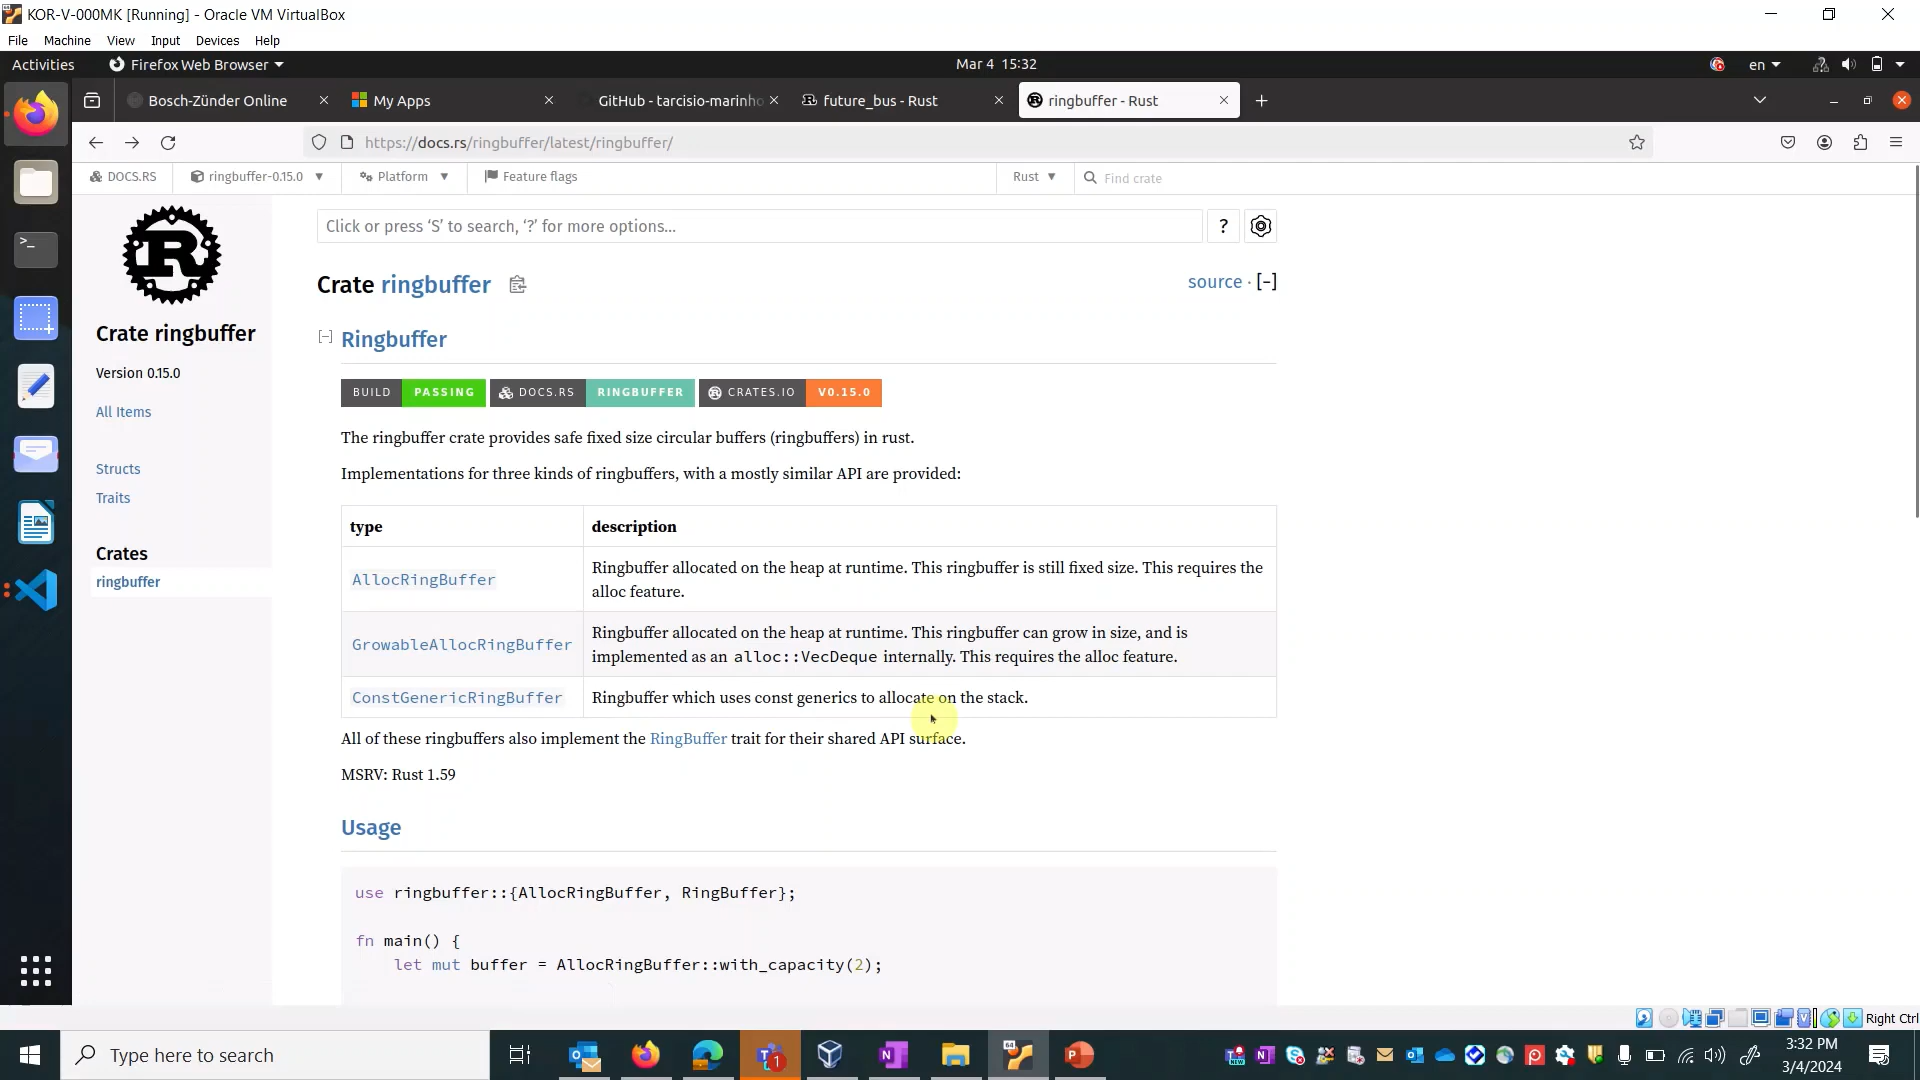 KOR-V-000MK [Running] - Oracle VM VirtualBox
File Machine View Input Devices Help
Activities Firefox Web Browser Mar 4 15:32 en
Bosch-Zünder Online My Apps GitHub - tarcisio-marinho future_bus - Rust ringbuffer - Rust
https://docs.rs/ringbuffer/latest/ringbuffer/
DOCS.RS ringbuffer-0.15.0 Platform Feature flags Rust Find crate
Click or press ‘S’ to search, ‘?’ for more options… ?
Crate ringbuffer source · [-]
Crate ringbuffer
Version 0.15.0
All Items
Structs
Traits
Crates
ringbuffer
[-] Ringbuffer
BUILD PASSING DOCS.RS RINGBUFFER CRATES.IO V0.15.0
The ringbuffer crate provides safe fixed size circular buffers (ringbuffers) in rust.
Implementations for three kinds of ringbuffers, with a mostly similar API are provided:
type description
AllocRingBuffer Ringbuffer allocated on the heap at runtime. This ringbuffer is still fixed size. This requires the
alloc feature.
GrowableAllocRingBuffer Ringbuffer allocated on the heap at runtime. This ringbuffer can grow in size, and is
implemented as an alloc::VecDeque internally. This requires the alloc feature.
ConstGenericRingBuffer Ringbuffer which uses const generics to allocate on the stack.
All of these ringbuffers also implement the RingBuffer trait for their shared API surface.
MSRV: Rust 1.59
Usage
use ringbuffer::{AllocRingBuffer, RingBuffer};
fn main() {
let mut buffer = AllocRingBuffer::with_capacity(2);
Right Ctrl
Type here to search
3:32 PM
3/4/2024